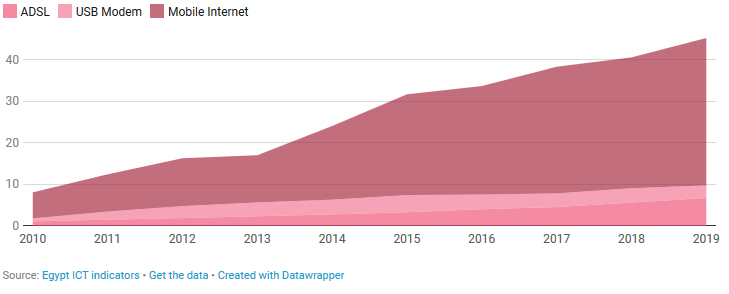 ADSL USB Modem Mobile Internet
40
30
20
10
0
2010 2011 2012 2013 2014 2015 2016 2017 2018 2019
Source: Egypt ICT indicators • Get the data • Created with Datawrapper